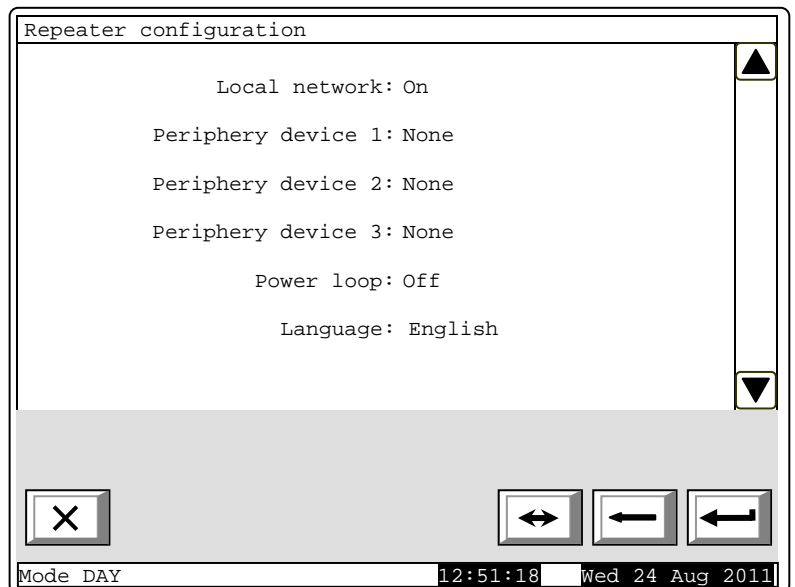 Repeater configuration
Local network: On
Periphery device 1: None
Periphery device 2: None
Periphery device 3: None
Power loop: Off
Language: English
Mode DAY 12:51:18 Wed 24 Aug 2011